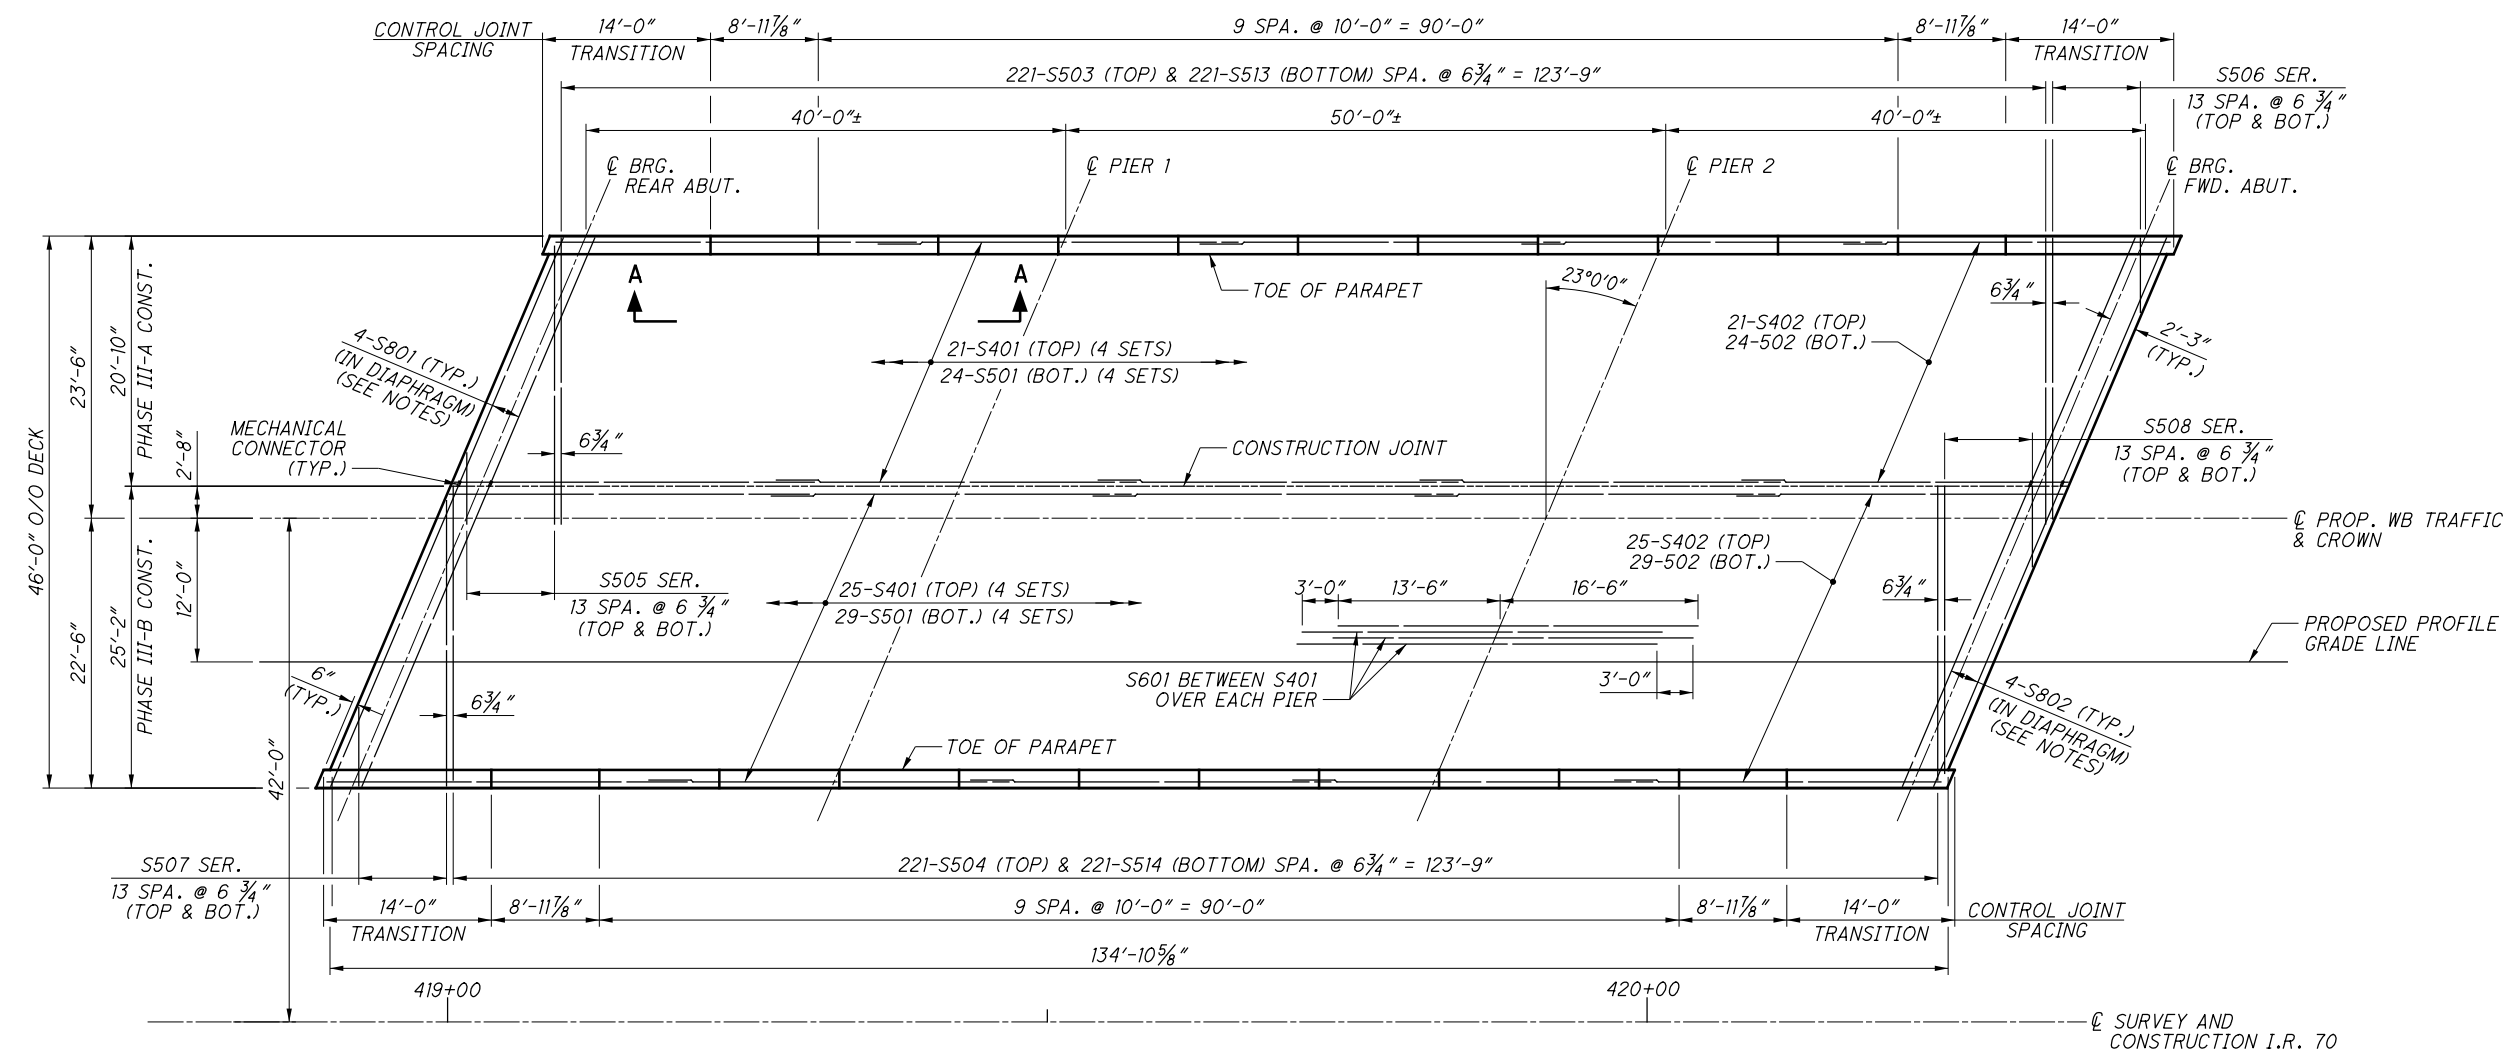 CONTROL JOINT
SPACING
14'-0"
TRANSITION
8'-11⅞"
9 SPA. @ 10'-0" = 90'-0"
8'-11⅞"
14'-0"
TRANSITION
221-S503 (TOP) & 221-S513 (BOTTOM) SPA. @ 6¾" = 123'-9"
S506 SER.
13 SPA. @ 6 ¾"
(TOP & BOT.)
40'-0"±
50'-0"±
40'-0"±
℄ BRG.
REAR ABUT.
℄ PIER 1
℄ PIER 2
℄ BRG.
FWD. ABUT.
A
A
TOE OF PARAPET
23°0'0"
6¾"
2'-3"
(TYP.)
46'-0" O/O DECK
23'-6"
20'-10"
PHASE III-A CONST.
4-S801 (TYP.)
(IN DIAPHRAGM)
(SEE NOTES)
21-S401 (TOP) (4 SETS)
24-S501 (BOT.) (4 SETS)
21-S402 (TOP)
24-502 (BOT.)
MECHANICAL
CONNECTOR
(TYP.)
2'-8"
6¾"
CONSTRUCTION JOINT
S508 SER.
13 SPA. @ 6 ¾"
(TOP & BOT.)
℄ PROP. WB TRAFFIC
& CROWN
22'-6"
25'-2"
PHASE III-B CONST.
12'-0"
S505 SER.
13 SPA. @ 6 ¾"
(TOP & BOT.)
25-S401 (TOP) (4 SETS)
29-S501 (BOT.) (4 SETS)
25-S402 (TOP)
29-502 (BOT.)
3'-0"
13'-6"
16'-6"
6¾"
PROPOSED PROFILE
GRADE LINE
S601 BETWEEN S401
OVER EACH PIER
3'-0"
6"
(TYP.)
6¾"
4-S802 (TYP.)
(IN DIAPHRAGM)
(SEE NOTES)
42'-0"
TOE OF PARAPET
S507 SER.
13 SPA. @ 6 ¾"
(TOP & BOT.)
221-S504 (TOP) & 221-S514 (BOTTOM) SPA. @ 6¾" = 123'-9"
14'-0"
TRANSITION
8'-11⅞"
9 SPA. @ 10'-0" = 90'-0"
8'-11⅞"
14'-0"
TRANSITION
CONTROL JOINT
SPACING
134'-10⅝"
419+00
420+00
℄ SURVEY AND
CONSTRUCTION I.R. 70